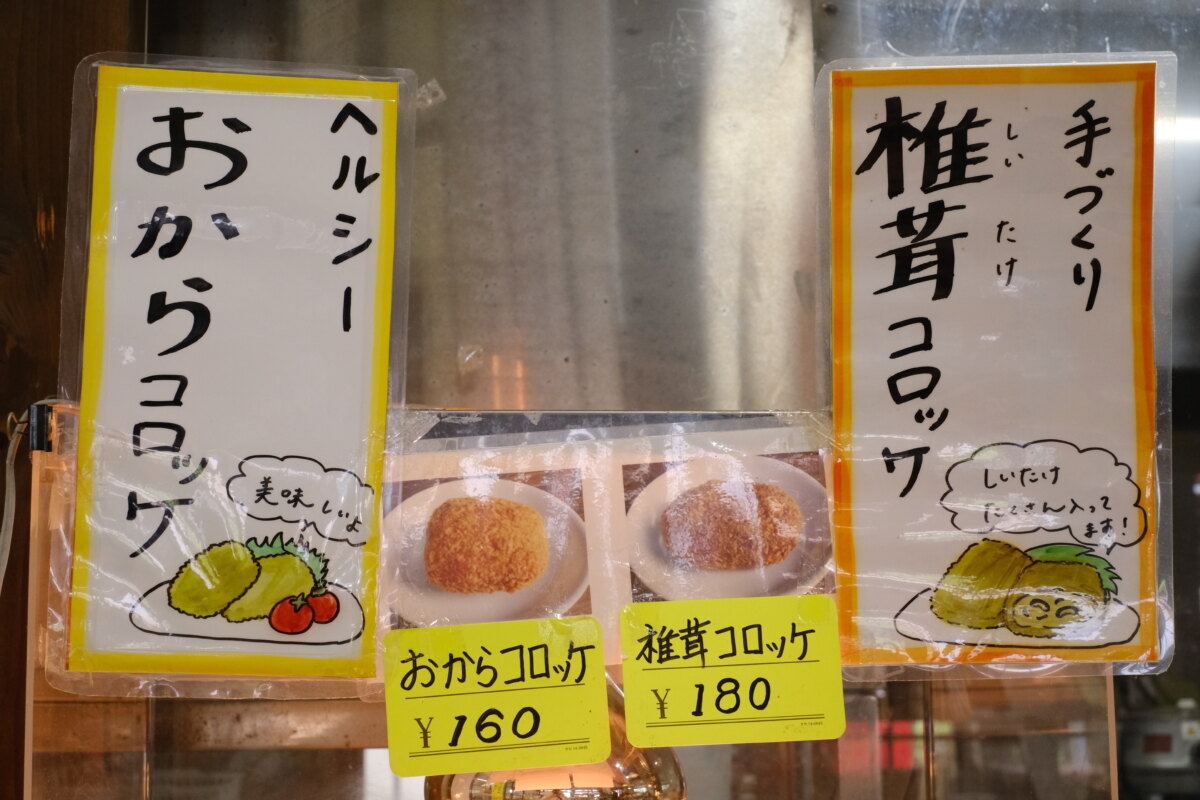 ヘルシー
おからコロッケ
美味しいよ
手づくり
しいたけ
椎茸コロッケ
しいたけ
たくさん入って
ます!
おからコロッケ
¥160
椎茸コロッケ
¥180